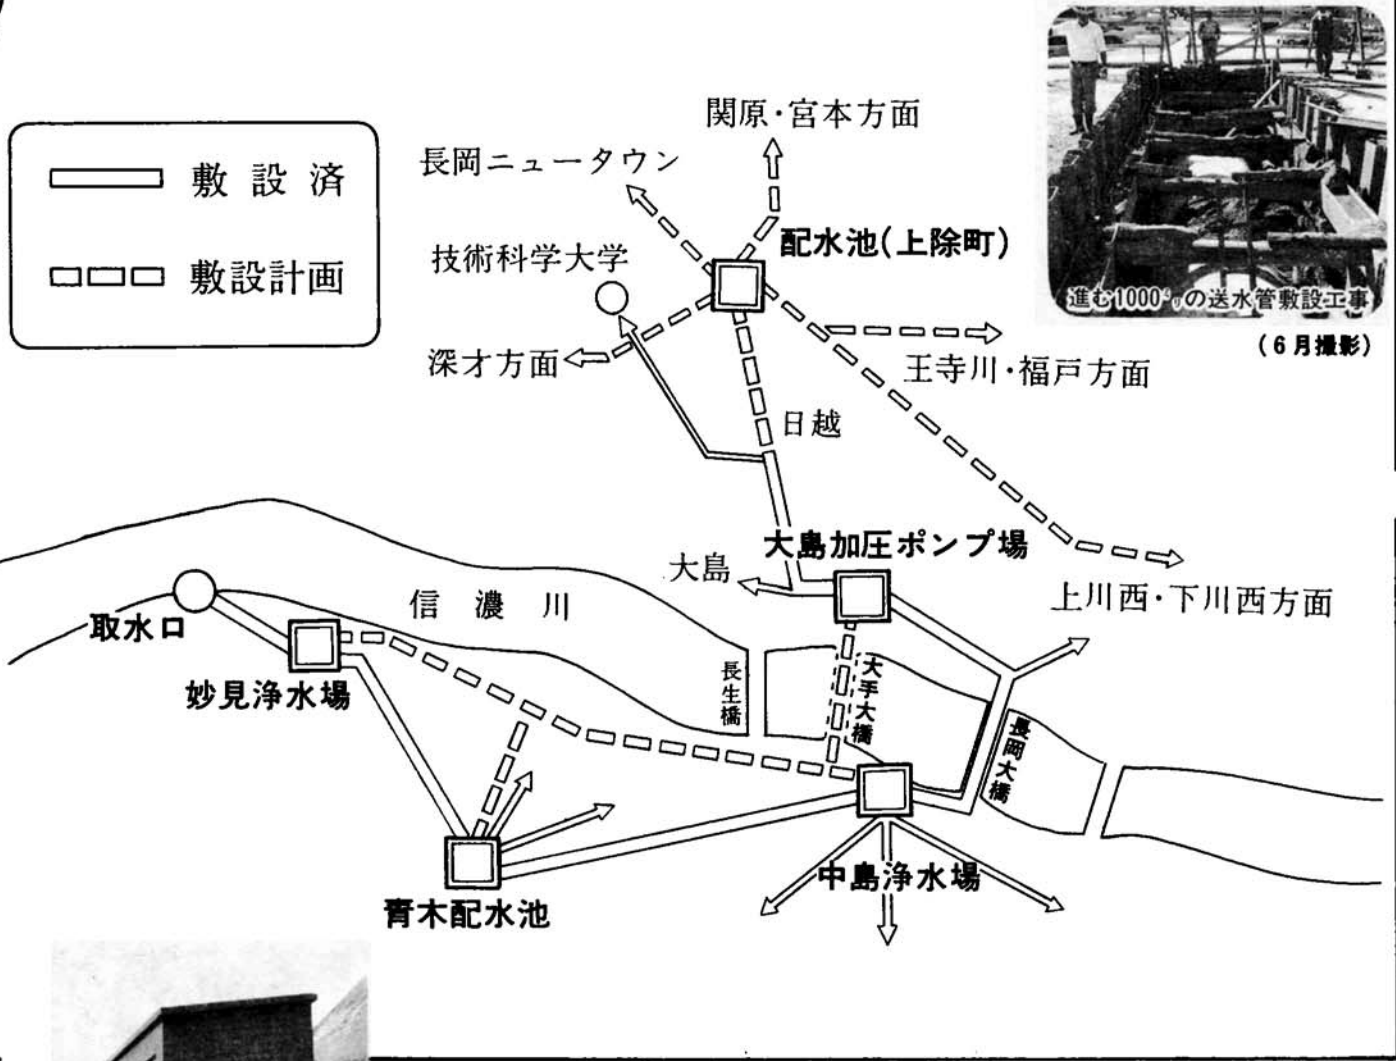 敷設済
敷設計画
関原・宮本方面
長岡ニュータウン
配水池(上除町)
技術科学大学
進む1000㍉の送水管敷設工事
(6月撮影)
深才方面
王寺川・福戸方面
日越
大島加圧ポンプ場
大島
上川西・下川西方面
信濃川
取水口
妙見浄水場
長生橋
大手大橋
長岡大橋
中島浄水場
青木配水池